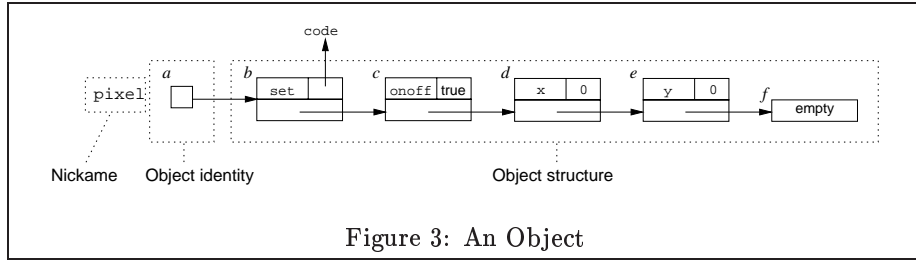 code
a b c d e f
pixel set onoff true x 0 y 0 empty
Nickame Object identity Object structure
Figure 3: An Object